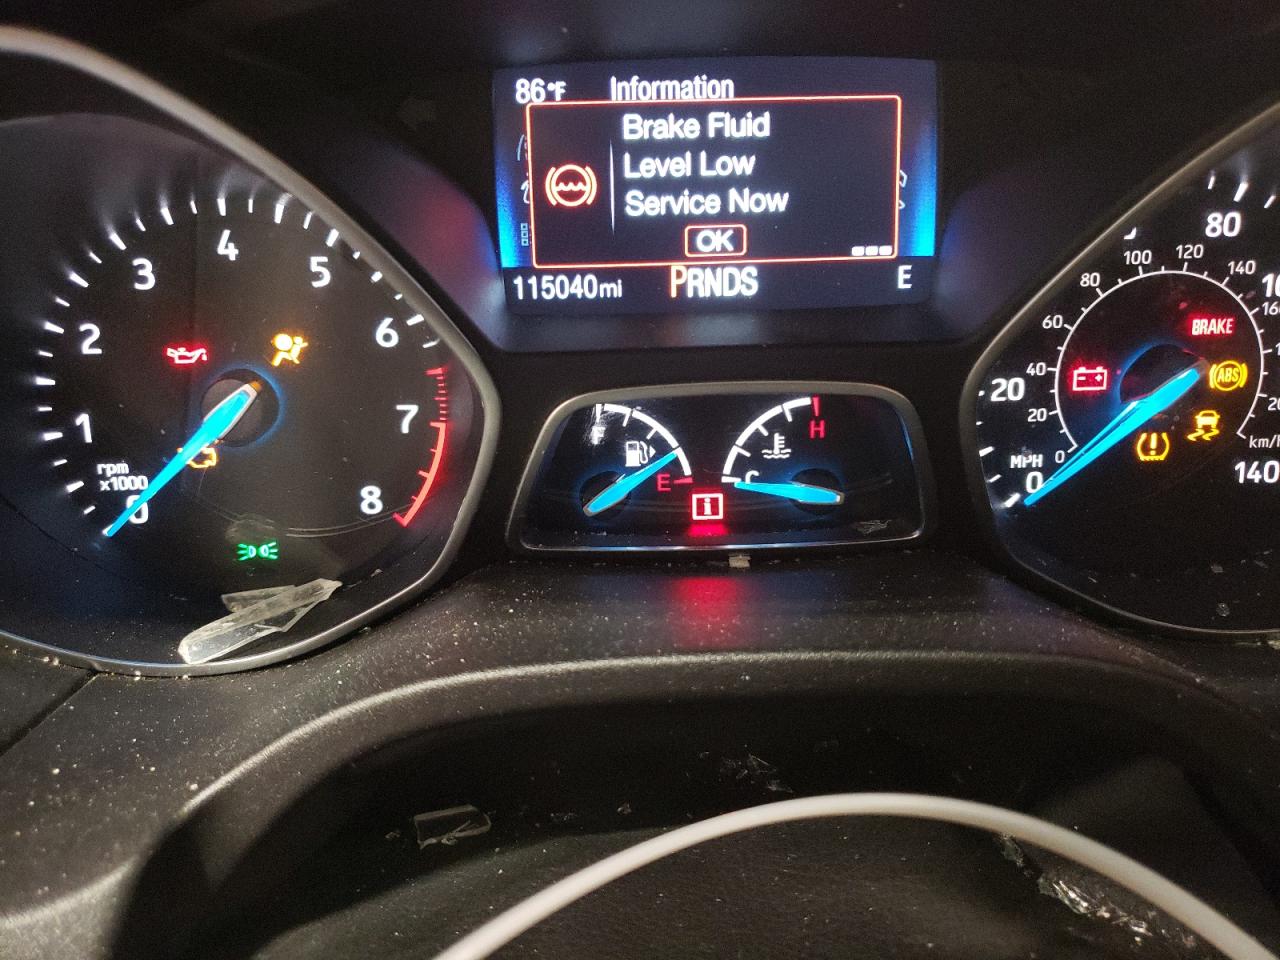 86°F Information
Brake Fluid
Level Low
Service Now
OK
115040mi PRNDS E
0 1 2 3 4 5 6 7 8
rpm
x1000
F E
C H
i
BRAKE
ABS
0 20 80 140
MPH
0 20 40 60 80 100 120 140
km/h